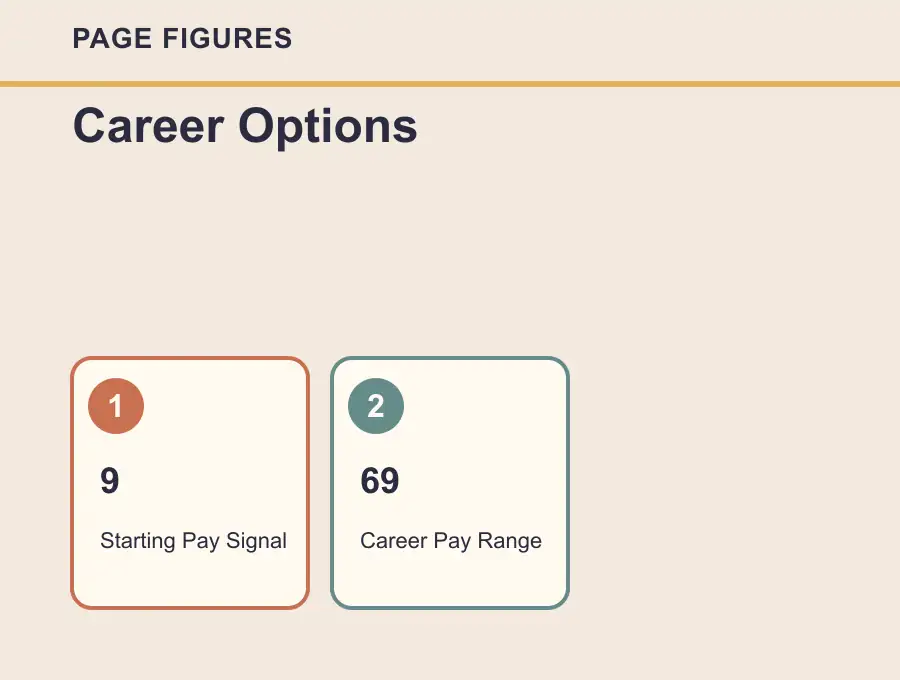 PAGE FIGURES
Career Options
1
9
Starting Pay Signal
2
69
Career Pay Range